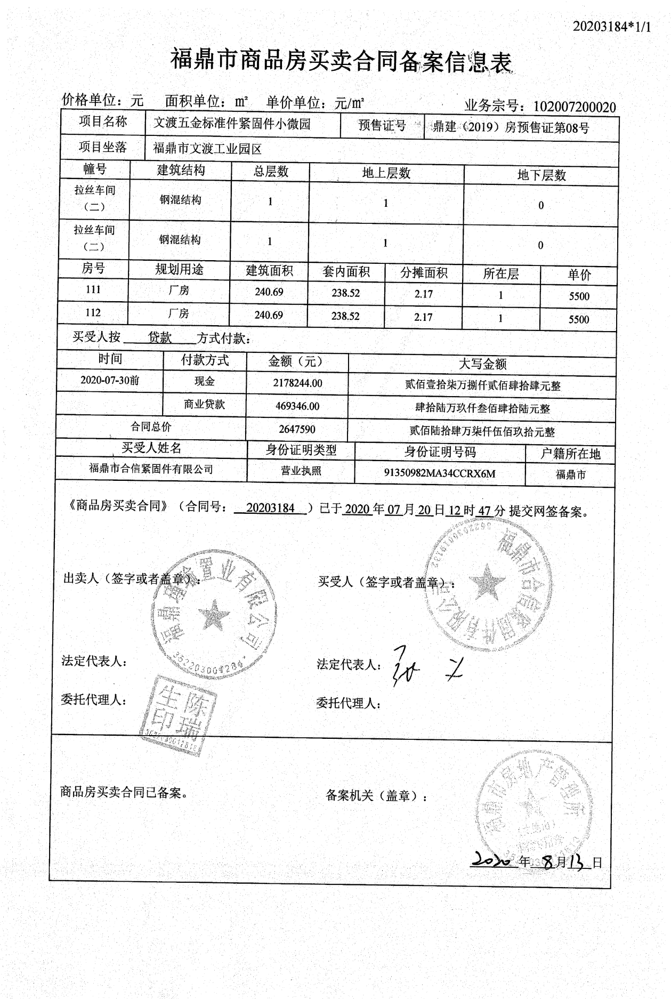 20203184*1/1
福鼎市商品房买卖合同备案信息表
价格单位：元 面积单位：㎡ 单价单位：元/㎡ 业务宗号：102007200020
项目名称 文渡五金标准件紧固件小微园 预售证号 鼎建（2019）房预售证第08号
项目坐落 福鼎市文渡工业园区
幢号 建筑结构 总层数 地上层数 地下层数
拉丝车间
（二） 钢混结构 1 1 0
拉丝车间
（二） 钢混结构 1 1 0
房号 规划用途 建筑面积 套内面积 分摊面积 所在层 单价
111 厂房 240.69 238.52 2.17 1 5500
112 厂房 240.69 238.52 2.17 1 5500
买受人按 贷款 方式付款：
时间 付款方式 金额（元） 大写金额
2020-07-30前 现金 2178244.00 贰佰壹拾柒万捌仟贰佰肆拾肆元整
商业贷款 469346.00 肆拾陆万玖仟叁佰肆拾陆元整
合同总价 2647590 贰佰陆拾肆万柒仟伍佰玖拾元整
买受人姓名 身份证明类型 身份证明号码 户籍所在地
福鼎市合信紧固件有限公司 营业执照 91350982MA34CCRX6M 福鼎市
《商品房买卖合同》（合同号： 20203184 ）已于2020年07月20日12时47分 提交网签备案。
出卖人（签字或者盖章）： 买受人（签字或者盖章）：
置业有限公司
福鼎市合信紧固件有限公司
法定代表人： 法定代表人：
委托代理人： 委托代理人：
陈瑞生印
商品房买卖合同已备案。 备案机关（盖章）：
福鼎市房地产管理所
2020年8月13日